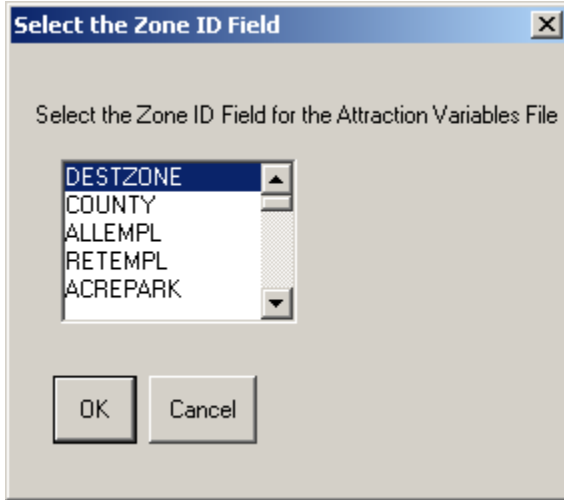 Select the Zone ID Field
Select the Zone ID Field for the Attraction Variables File
DESTZONE
COUNTY
ALLEMPL
RETEMPL
ACREPARK
OK
Cancel